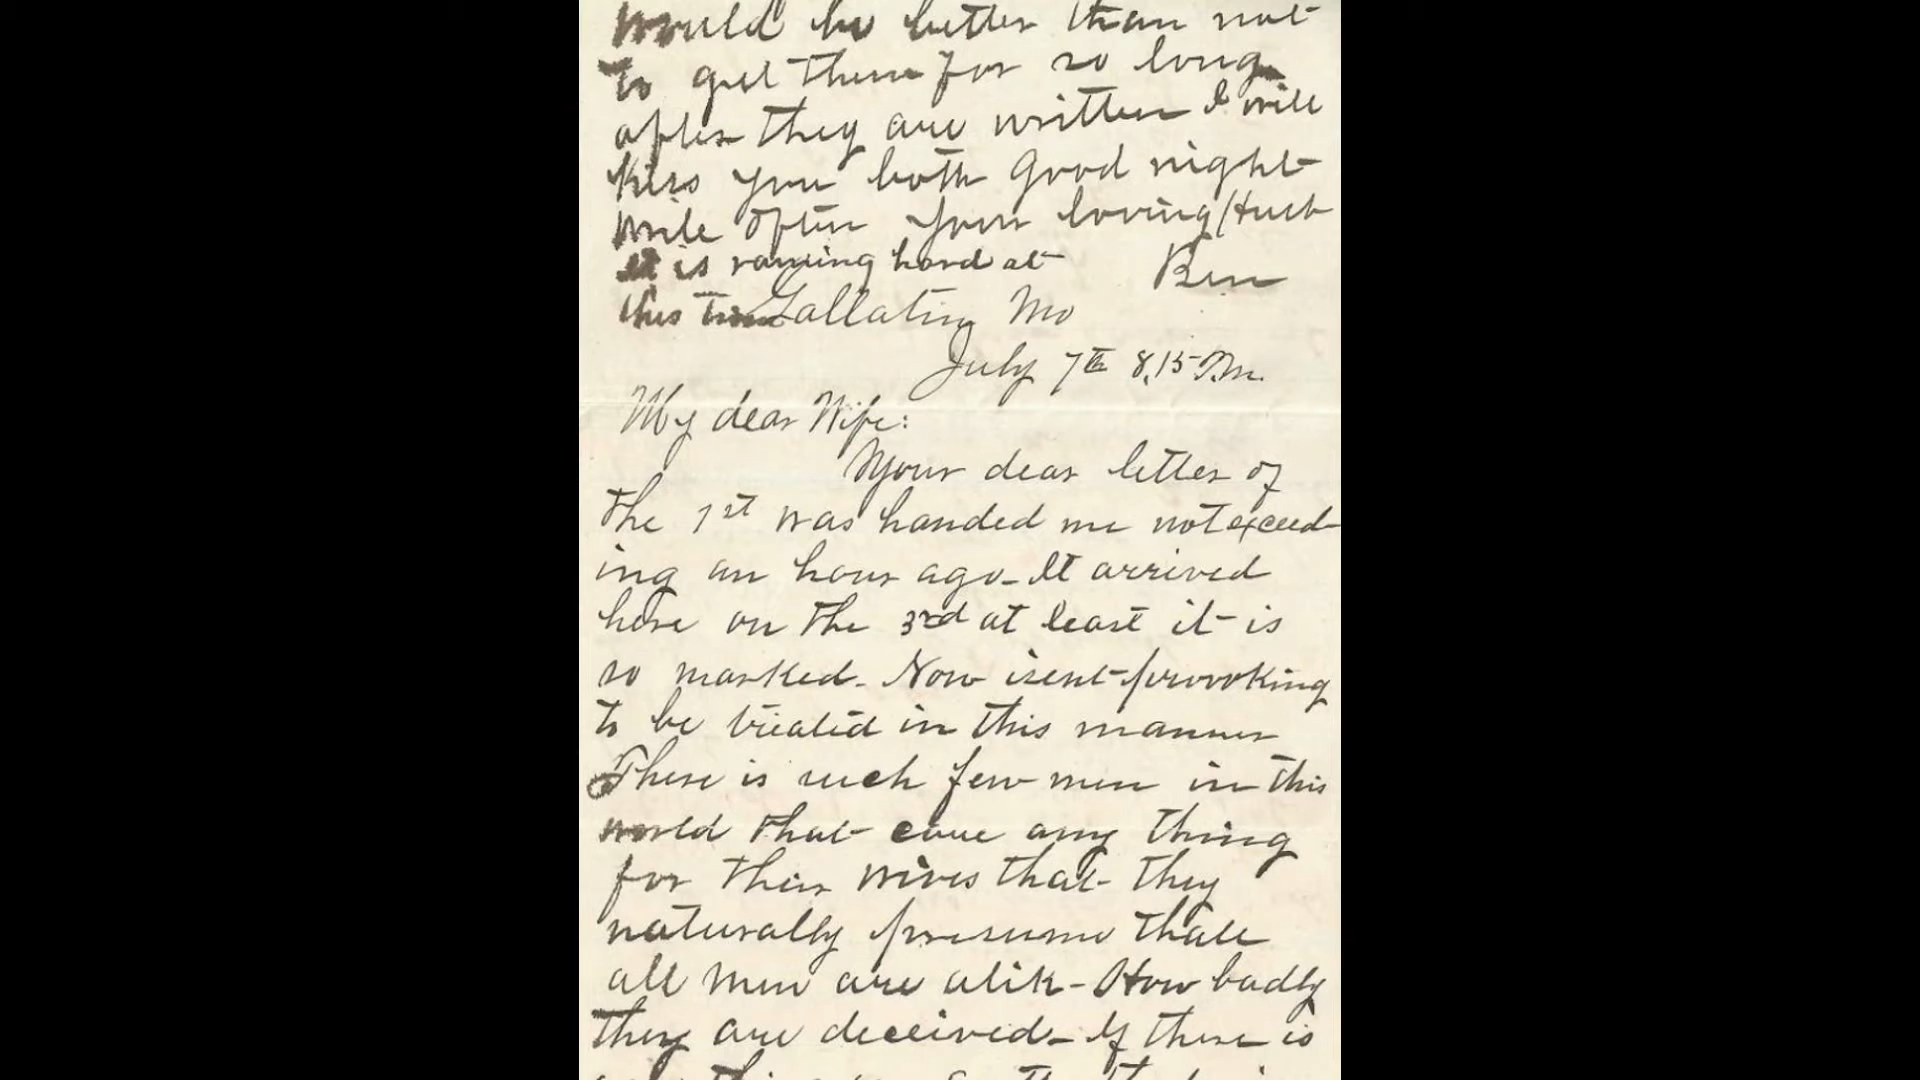 would be better than not
to get them for so long
after they are written I will
Kiss you both Good night
write often Your loving Husb
It is raining hard at Ben
this time Gallatin Mo
July 7th 8,15 P.m.
My dear Wife:
Your dear letter of
the 1st was handed me not exceed-
ing an hour ago - It arrived
here on the 3rd at least it is
so marked. Now isent provoking
to be treated in this manner
There is such few men in this
world that care any thing
for their wives that they
naturally presume that
all men are alik - How badly
they are deceived - If there is